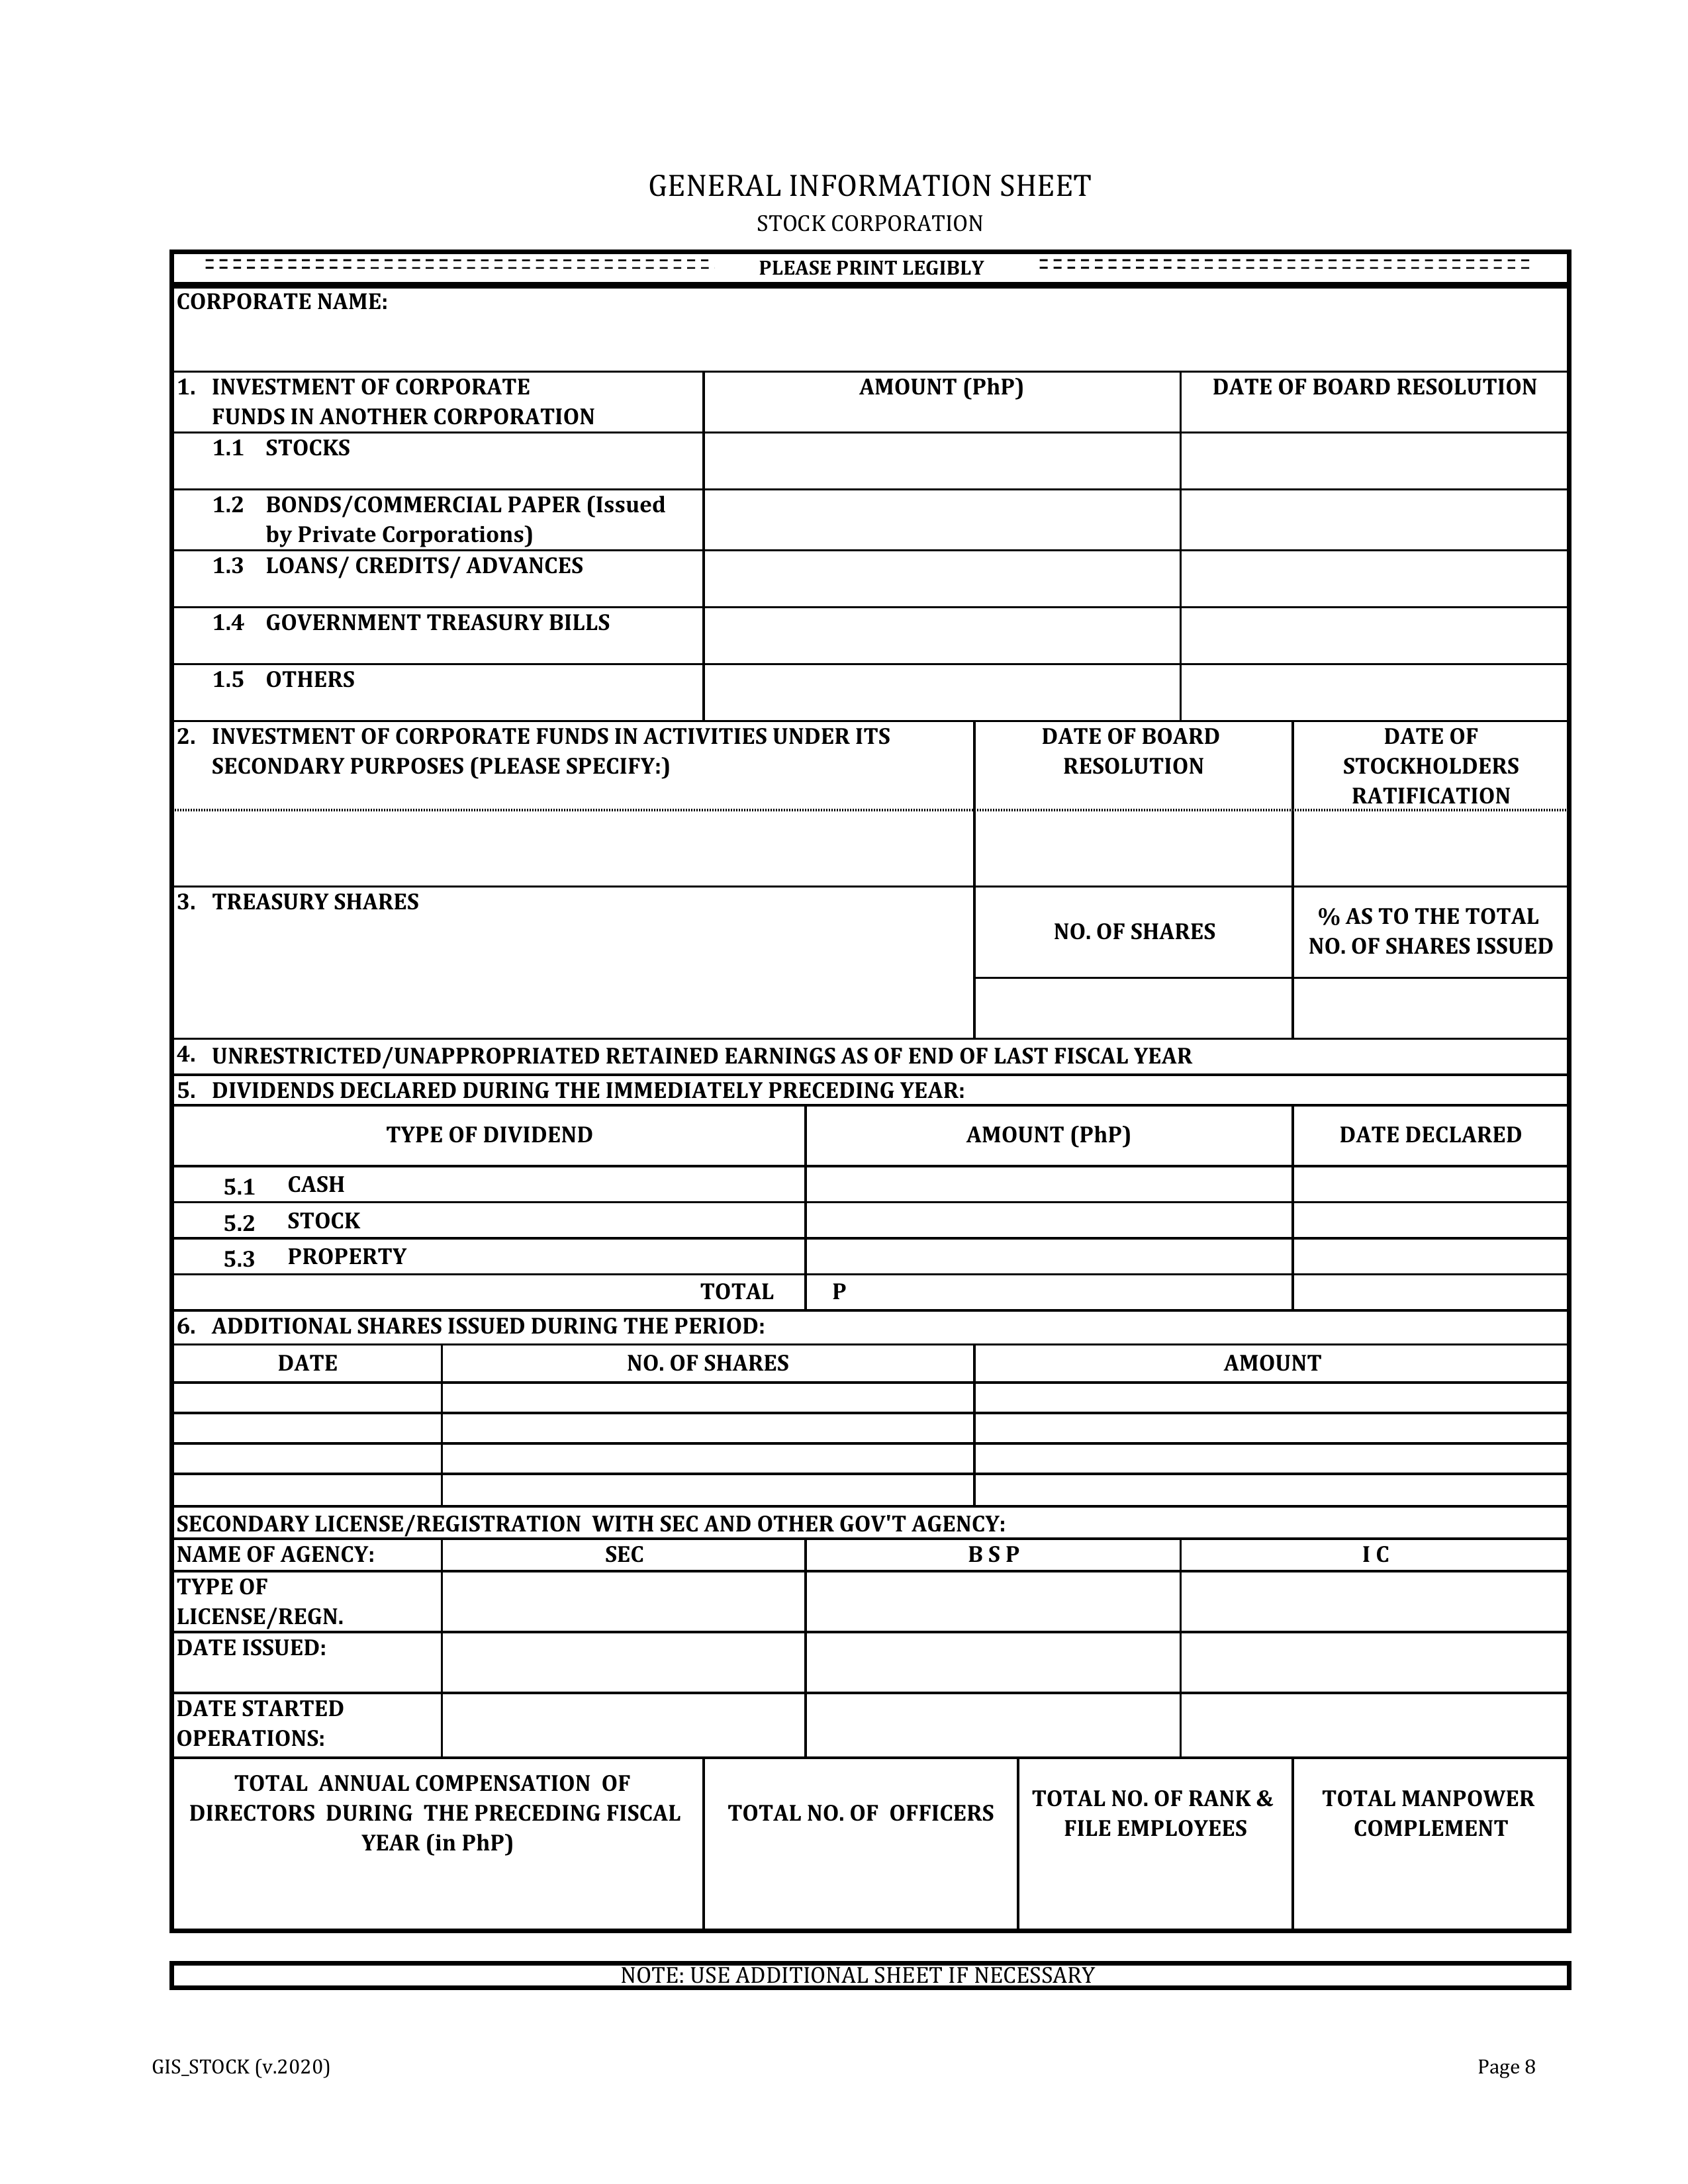 GENERAL INFORMATION SHEET
STOCK CORPORATION
PLEASE PRINT LEGIBLY
CORPORATE NAME:
1. INVESTMENT OF CORPORATE
FUNDS IN ANOTHER CORPORATION
AMOUNT (PhP)
DATE OF BOARD RESOLUTION
1.1 STOCKS
1.2 BONDS/COMMERCIAL PAPER (Issued
by Private Corporations)
1.3 LOANS/ CREDITS/ ADVANCES
1.4 GOVERNMENT TREASURY BILLS
1.5 OTHERS
2. INVESTMENT OF CORPORATE FUNDS IN ACTIVITIES UNDER ITS
SECONDARY PURPOSES (PLEASE SPECIFY:)
DATE OF BOARD
RESOLUTION
DATE OF
STOCKHOLDERS
RATIFICATION
3. TREASURY SHARES
NO. OF SHARES
% AS TO THE TOTAL
NO. OF SHARES ISSUED
4. UNRESTRICTED/UNAPPROPRIATED RETAINED EARNINGS AS OF END OF LAST FISCAL YEAR
5. DIVIDENDS DECLARED DURING THE IMMEDIATELY PRECEDING YEAR:
TYPE OF DIVIDEND AMOUNT (PhP) DATE DECLARED
5.1 CASH
5.2 STOCK
5.3 PROPERTY
TOTAL P
6. ADDITIONAL SHARES ISSUED DURING THE PERIOD:
DATE NO. OF SHARES AMOUNT
SECONDARY LICENSE/REGISTRATION WITH SEC AND OTHER GOV'T AGENCY:
NAME OF AGENCY: SEC B S P I C
TYPE OF
LICENSE/REGN.
DATE ISSUED:
DATE STARTED
OPERATIONS:
TOTAL ANNUAL COMPENSATION OF
DIRECTORS DURING THE PRECEDING FISCAL
YEAR (in PhP)
TOTAL NO. OF OFFICERS
TOTAL NO. OF RANK &
FILE EMPLOYEES
TOTAL MANPOWER
COMPLEMENT
NOTE: USE ADDITIONAL SHEET IF NECESSARY
GIS_STOCK (v.2020) Page 8